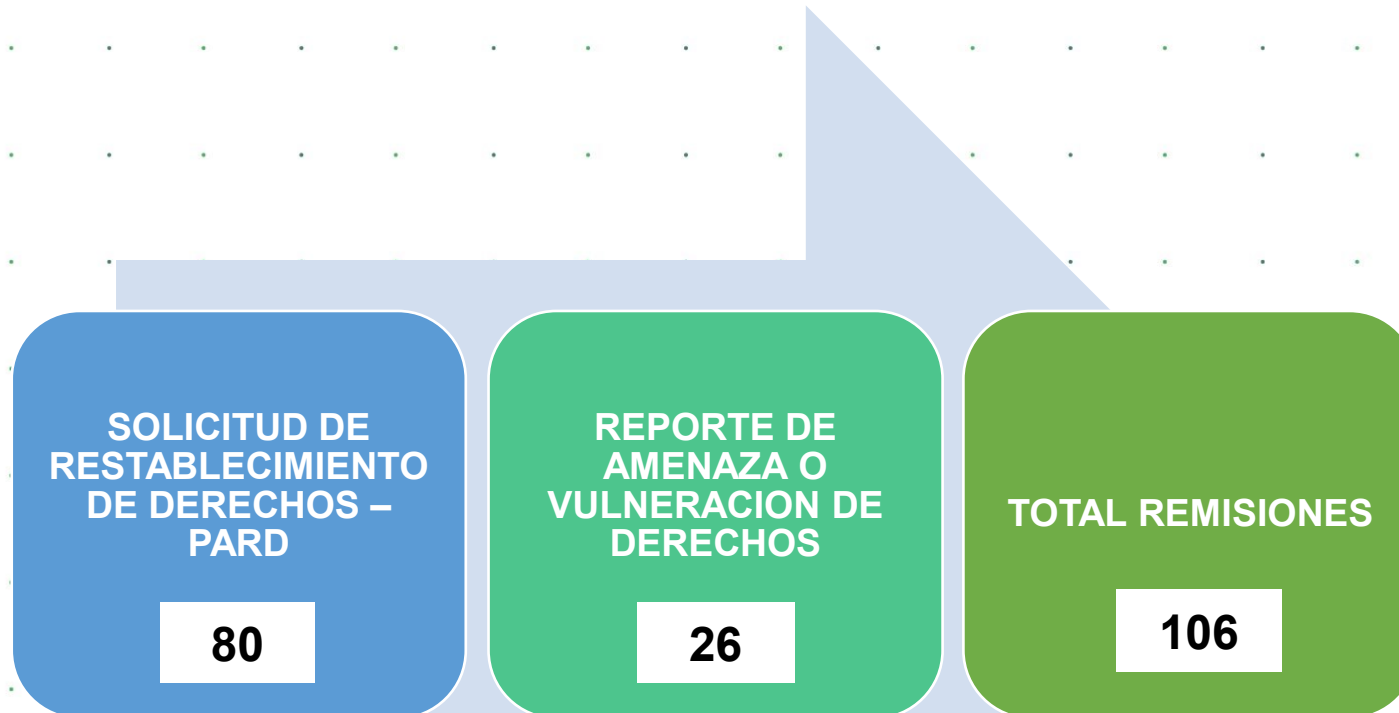 SOLICITUD DE
RESTABLECIMIENTO
DE DERECHOS –
PARD
80
REPORTE DE
AMENAZA O
VULNERACION DE
DERECHOS
26
TOTAL REMISIONES
106